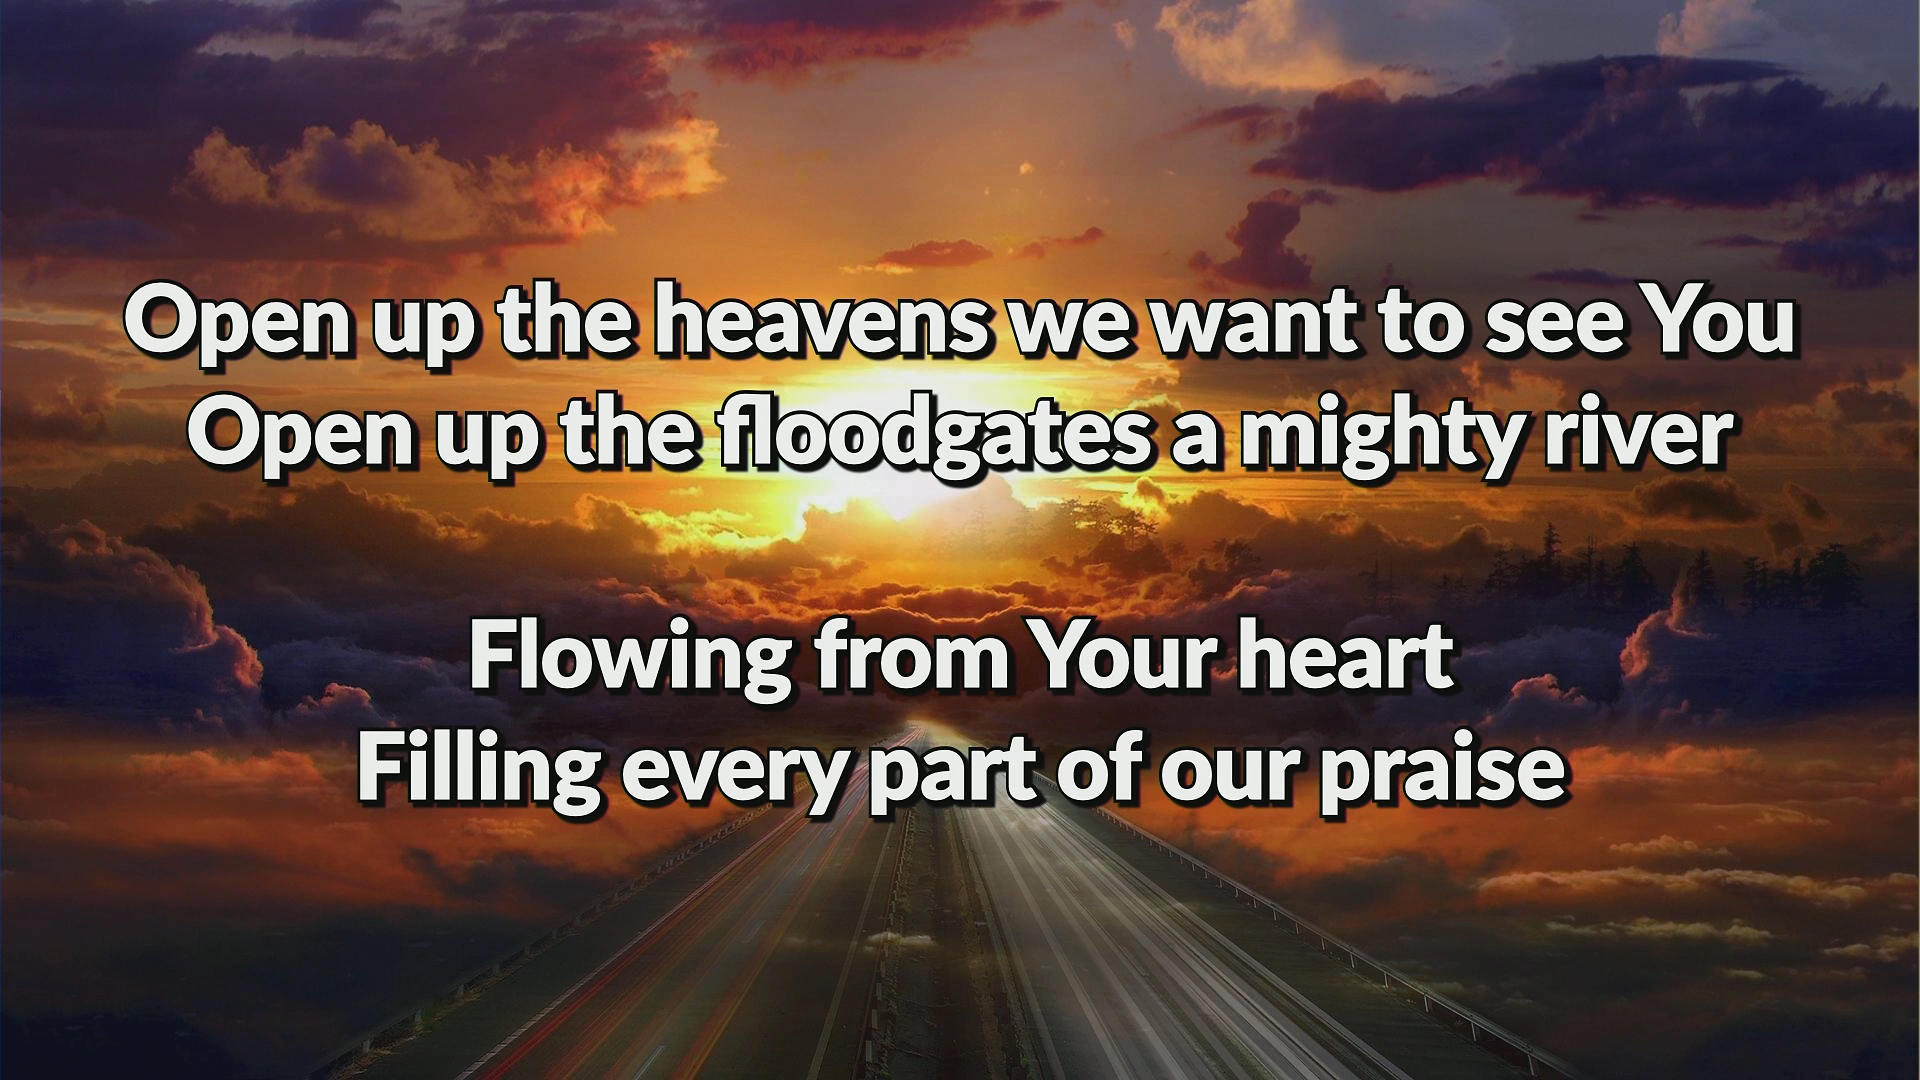 Open up the heavens we want to see You
Open up the floodgates a mighty river
Flowing from Your heart
Filling every part of our praise